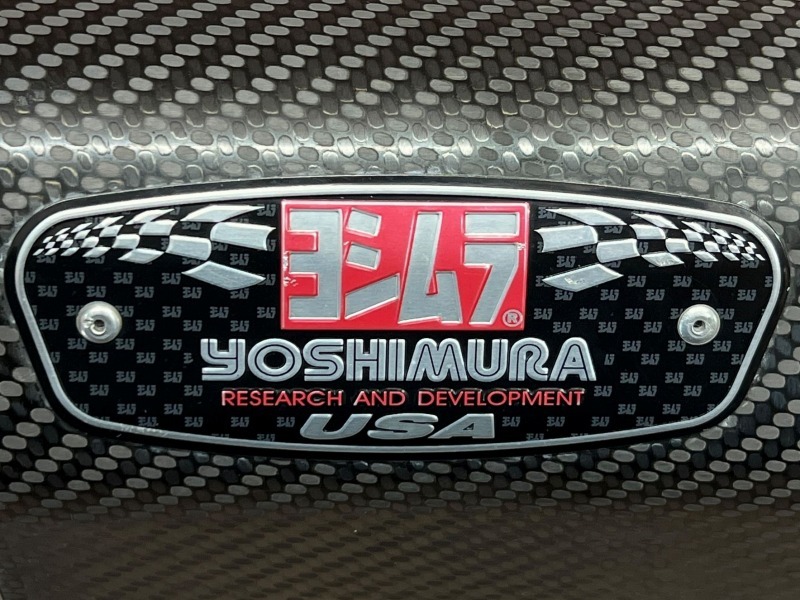 ヨシムラ®
YOSHIMURA
RESEARCH AND DEVELOPMENT
USA